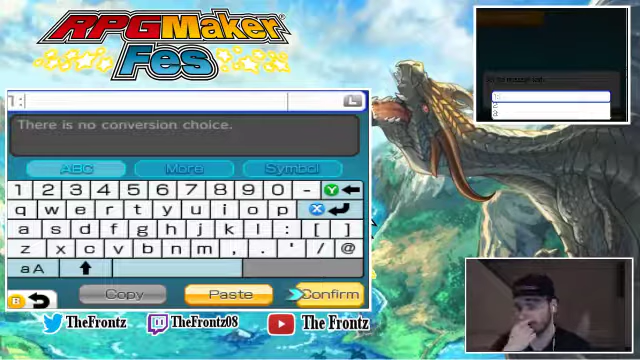 RPG Maker
Fes
1:
L
There is no conversion choice.
ABC
More
Symbol
1 2 3 4 5 6 7 8 9 0 - Y
q w e r t y u i o p X
a s d f g h j k l : [ ]
z x c v b n m , . ' / @
aA
B
Copy
Paste
Confirm
TheFrontz
TheFrontz08
The Frontz